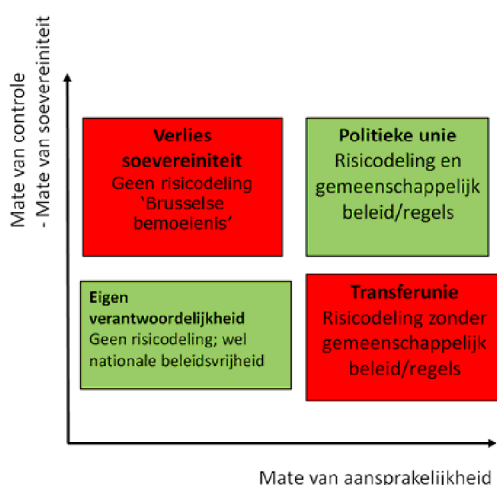 Mate van controle
- Mate van soevereiniteit
Verlies
soevereiniteit
Geen risicodeling
‘Brusselse
bemoeienis’
Politieke unie
Risicodeling en
gemeenschappelijk
beleid/regels
Eigen
verantwoordelijkheid
Geen risicodeling; wel
nationale beleidsvrijheid
Transferunie
Risicodeling zonder
gemeenschappelijk
beleid/regels
Mate van aansprakelijkheid